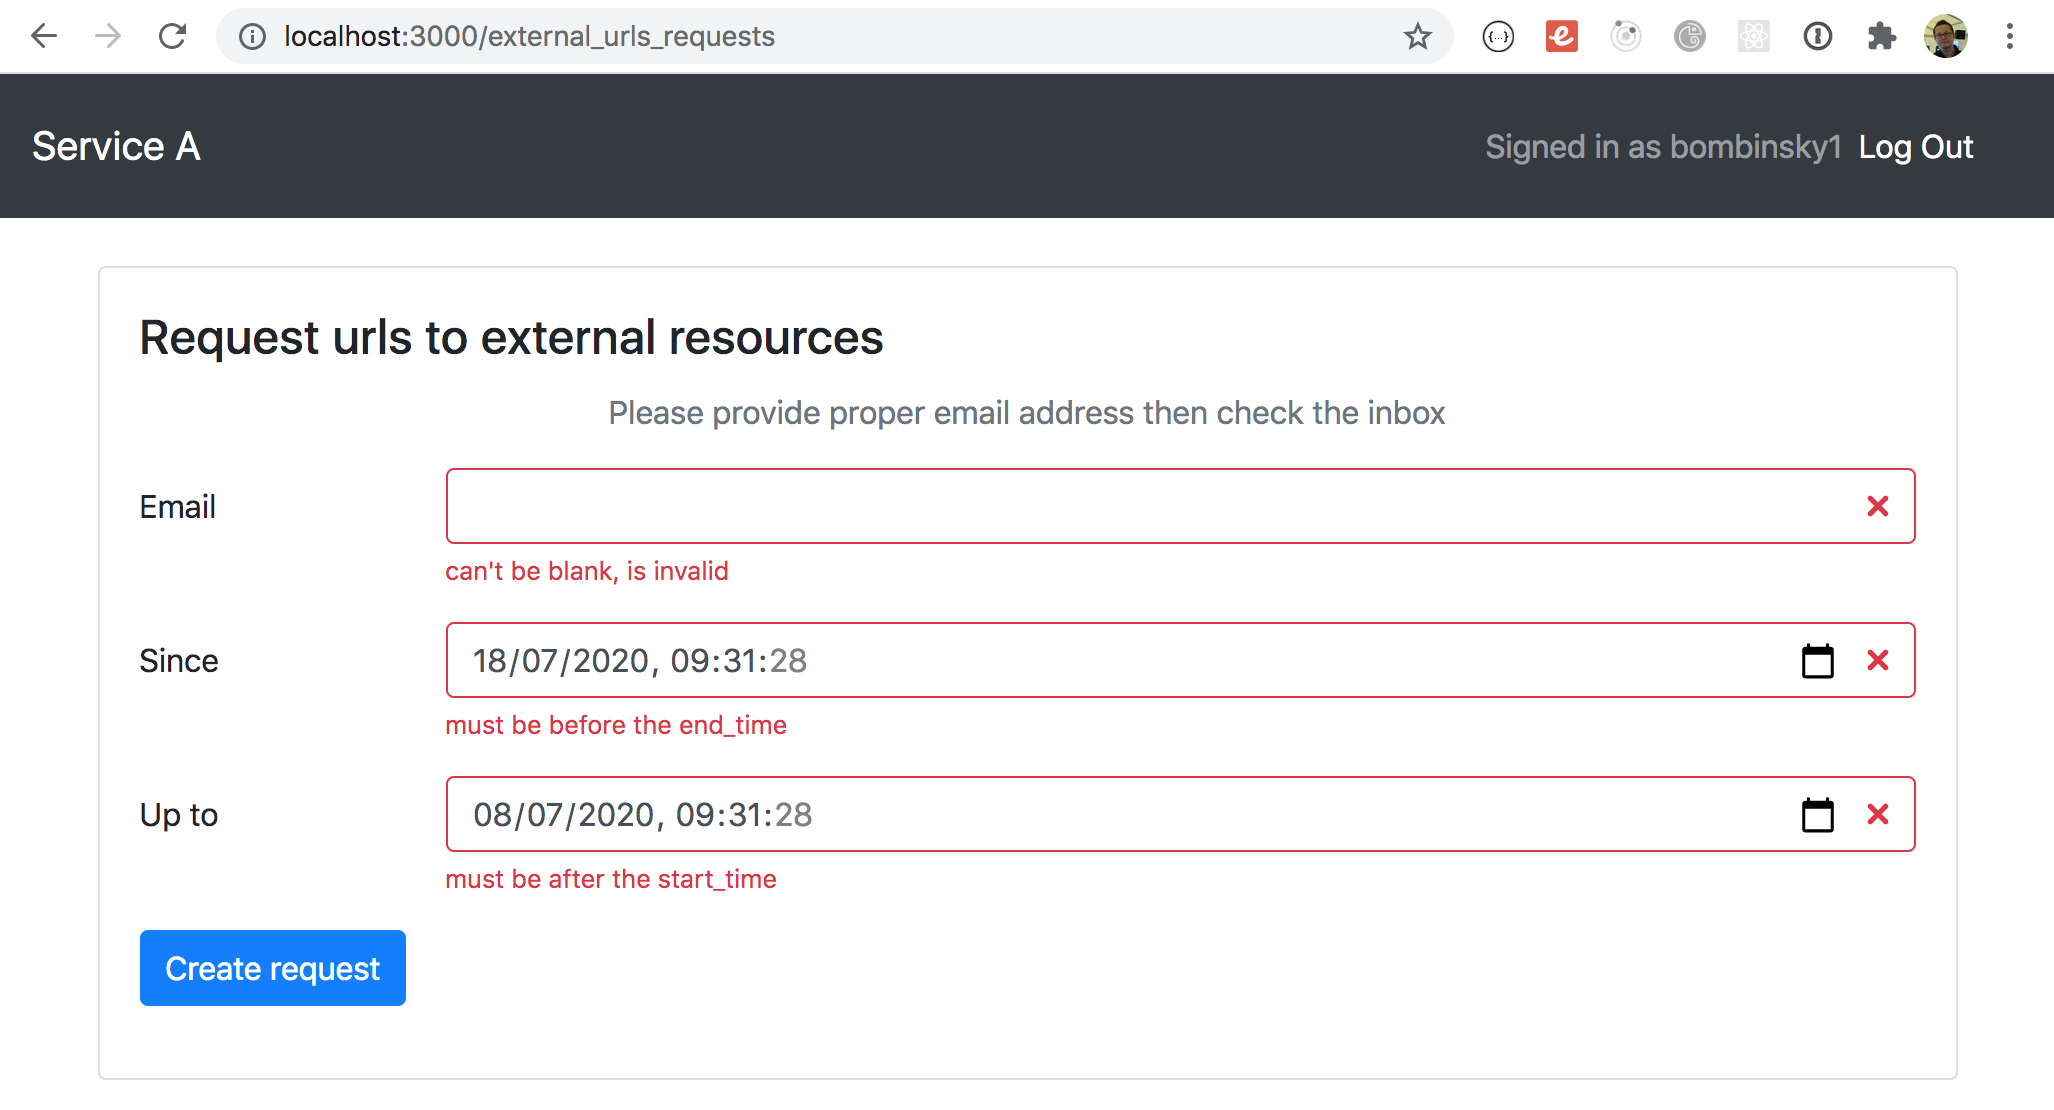 localhost:3000/external_urls_requests
{...}
e
Service A
Signed in as bombinsky1 Log Out
Request urls to external resources
Please provide proper email address then check the inbox
Email
can't be blank, is invalid
Since
18/07/2020, 09:31:28
must be before the end_time
Up to
08/07/2020, 09:31:28
must be after the start_time
Create request